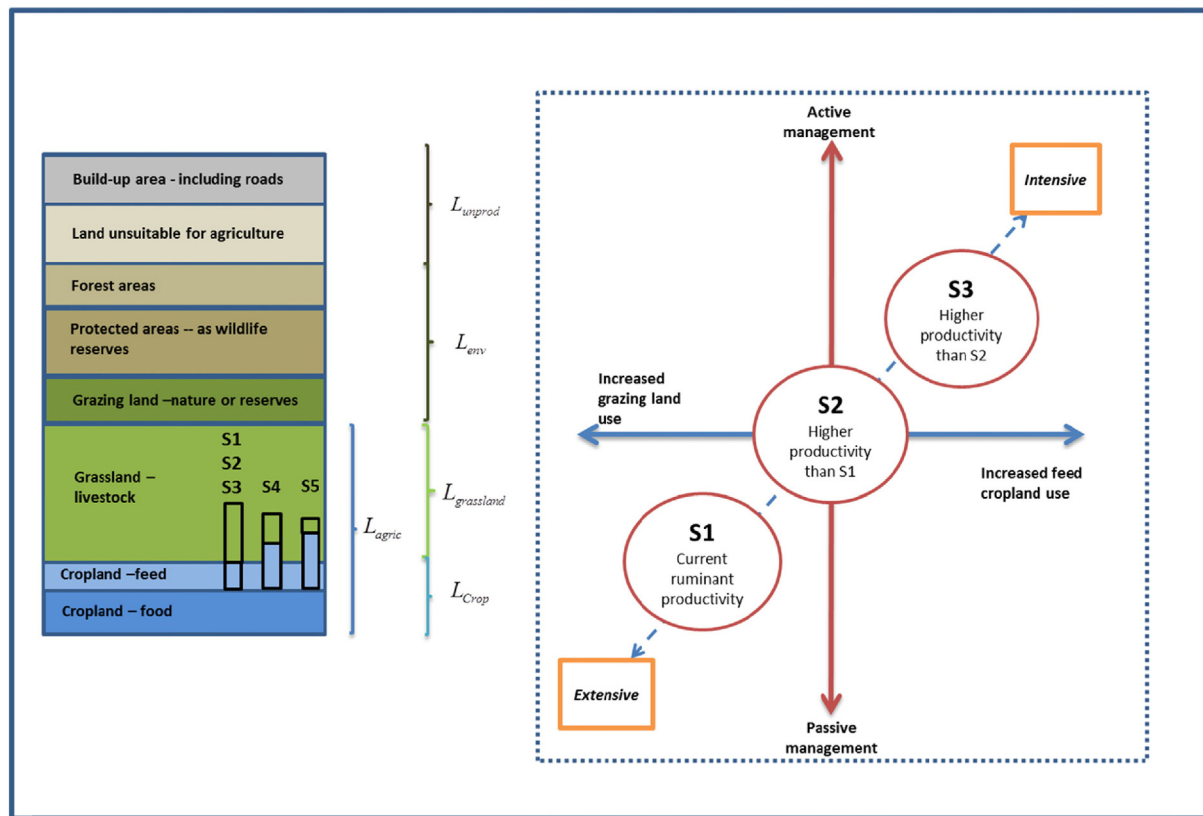 Build-up area - including roads
Land unsuitable for agriculture
Forest areas
Protected areas -- as wildlife
reserves
Grazing land –nature or reserves
Grassland –
livestock
S1
S2
S3
S4
S5
Cropland –feed
Cropland – food
L_agric
L_unprod
L_env
L_grassland
L_Crop
Active
management
Intensive
S3
Higher
productivity
than S2
Increased
grazing land
use
S2
Higher
productivity
than S1
Increased feed
cropland use
S1
Current
ruminant
productivity
Extensive
Passive
management